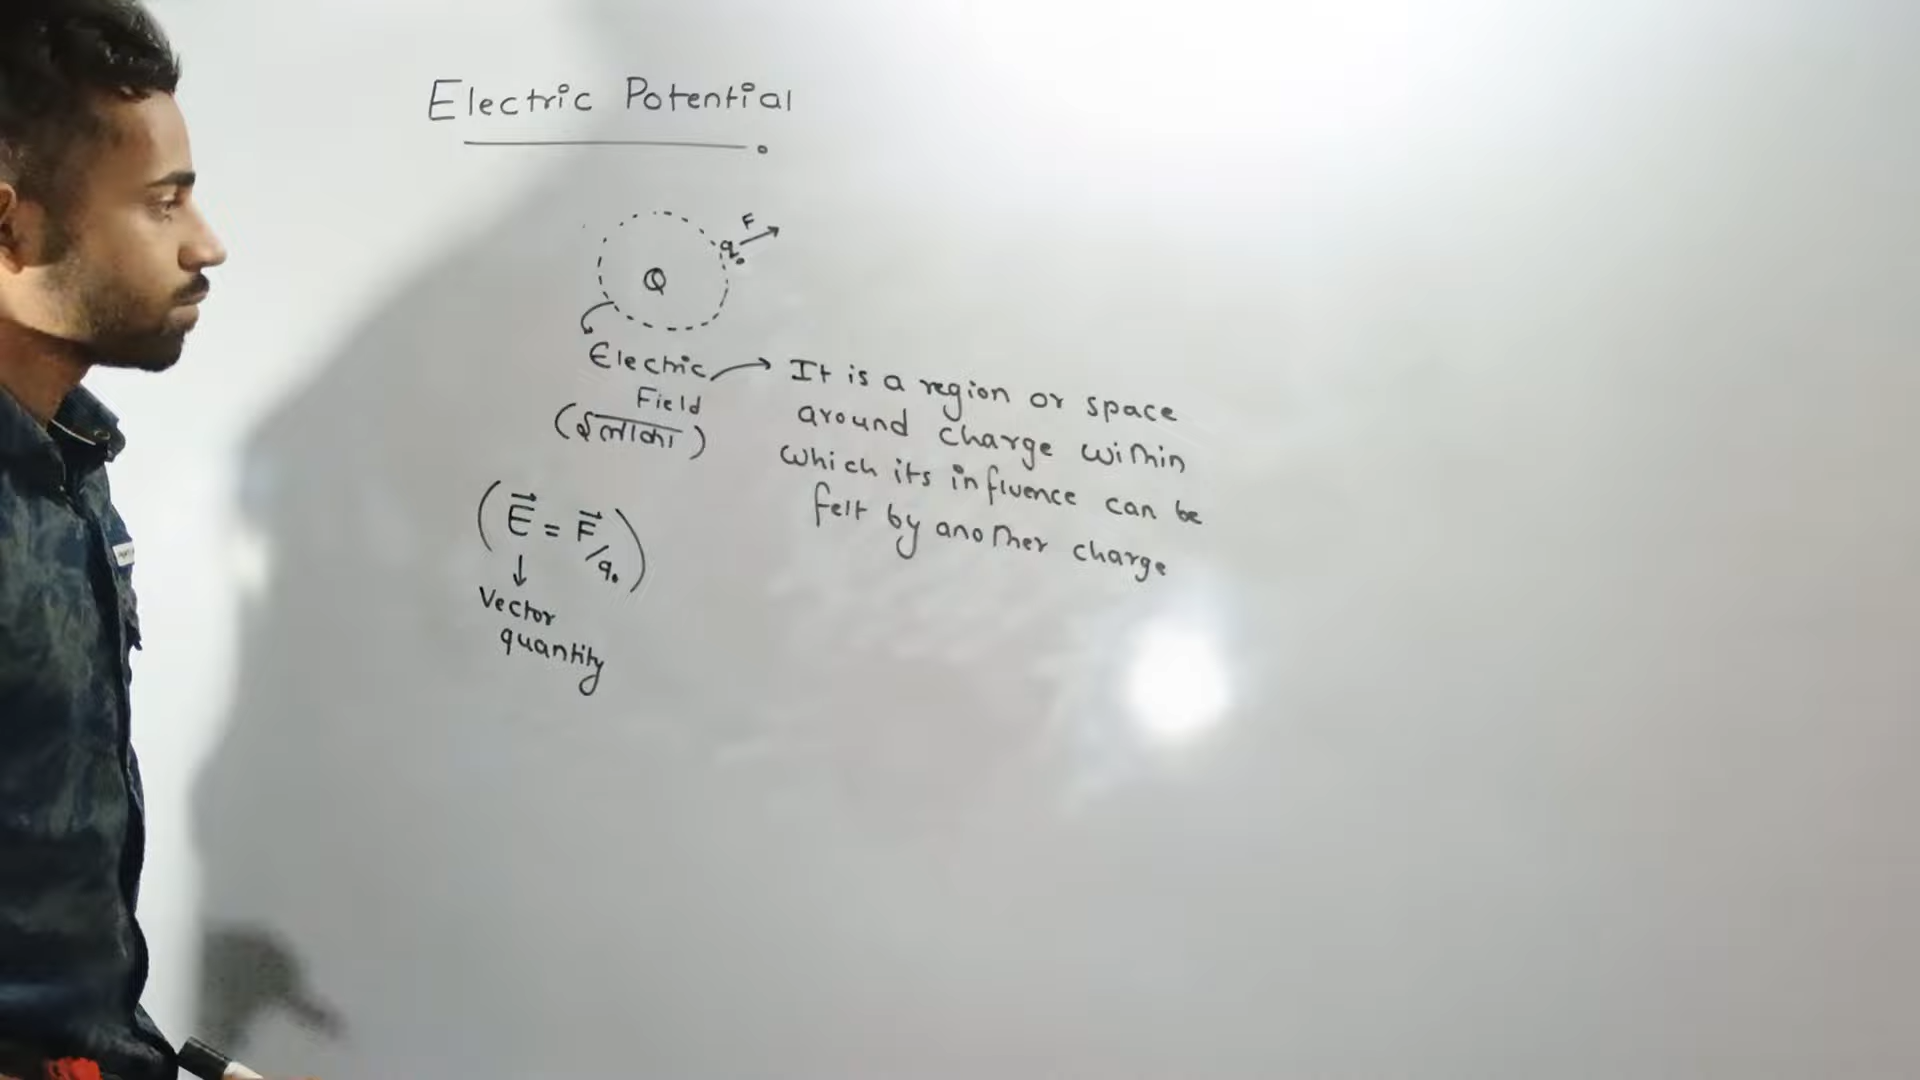 Electric Potential
F
q₀
Q
Electric → It is a region or space
Field around charge within
(इलाका) which its influence can be
felt by another charge
(E⃗ = F⃗/q₀)
↓
Vector
quantity